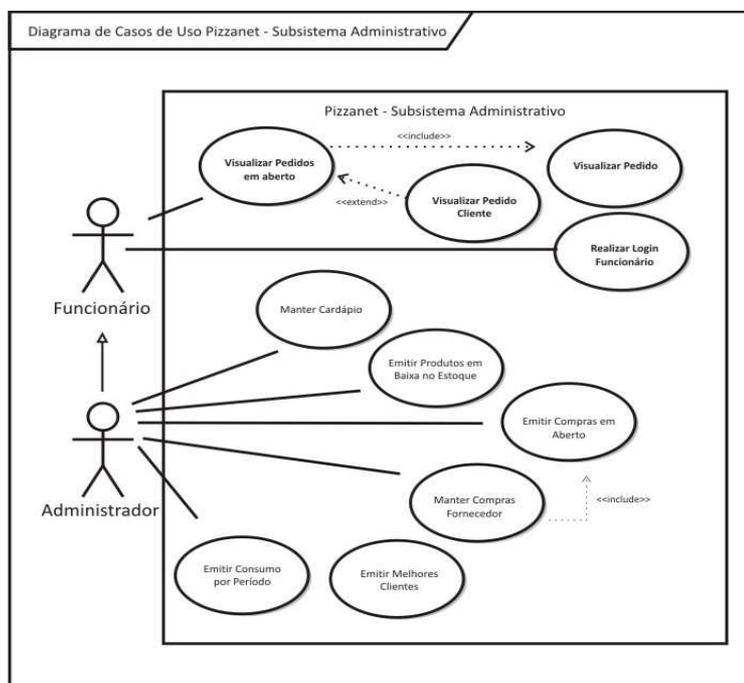 Diagrama de Casos de Uso Pizzanet - Subsistema Administrativo
Pizzanet - Subsistema Administrativo
<<include>>
Visualizar Pedidos
em aberto
Visualizar Pedido
<<extend>>
Visualizar Pedido
Cliente
Realizar Login
Funcionário
Funcionário
Manter Cardápio
Emitir Produtos em
Baixa no Estoque
Emitir Compras em
Aberto
Administrador
Manter Compras
Fornecedor
<<include>>
Emitir Consumo
por Período
Emitir Melhores
Clientes